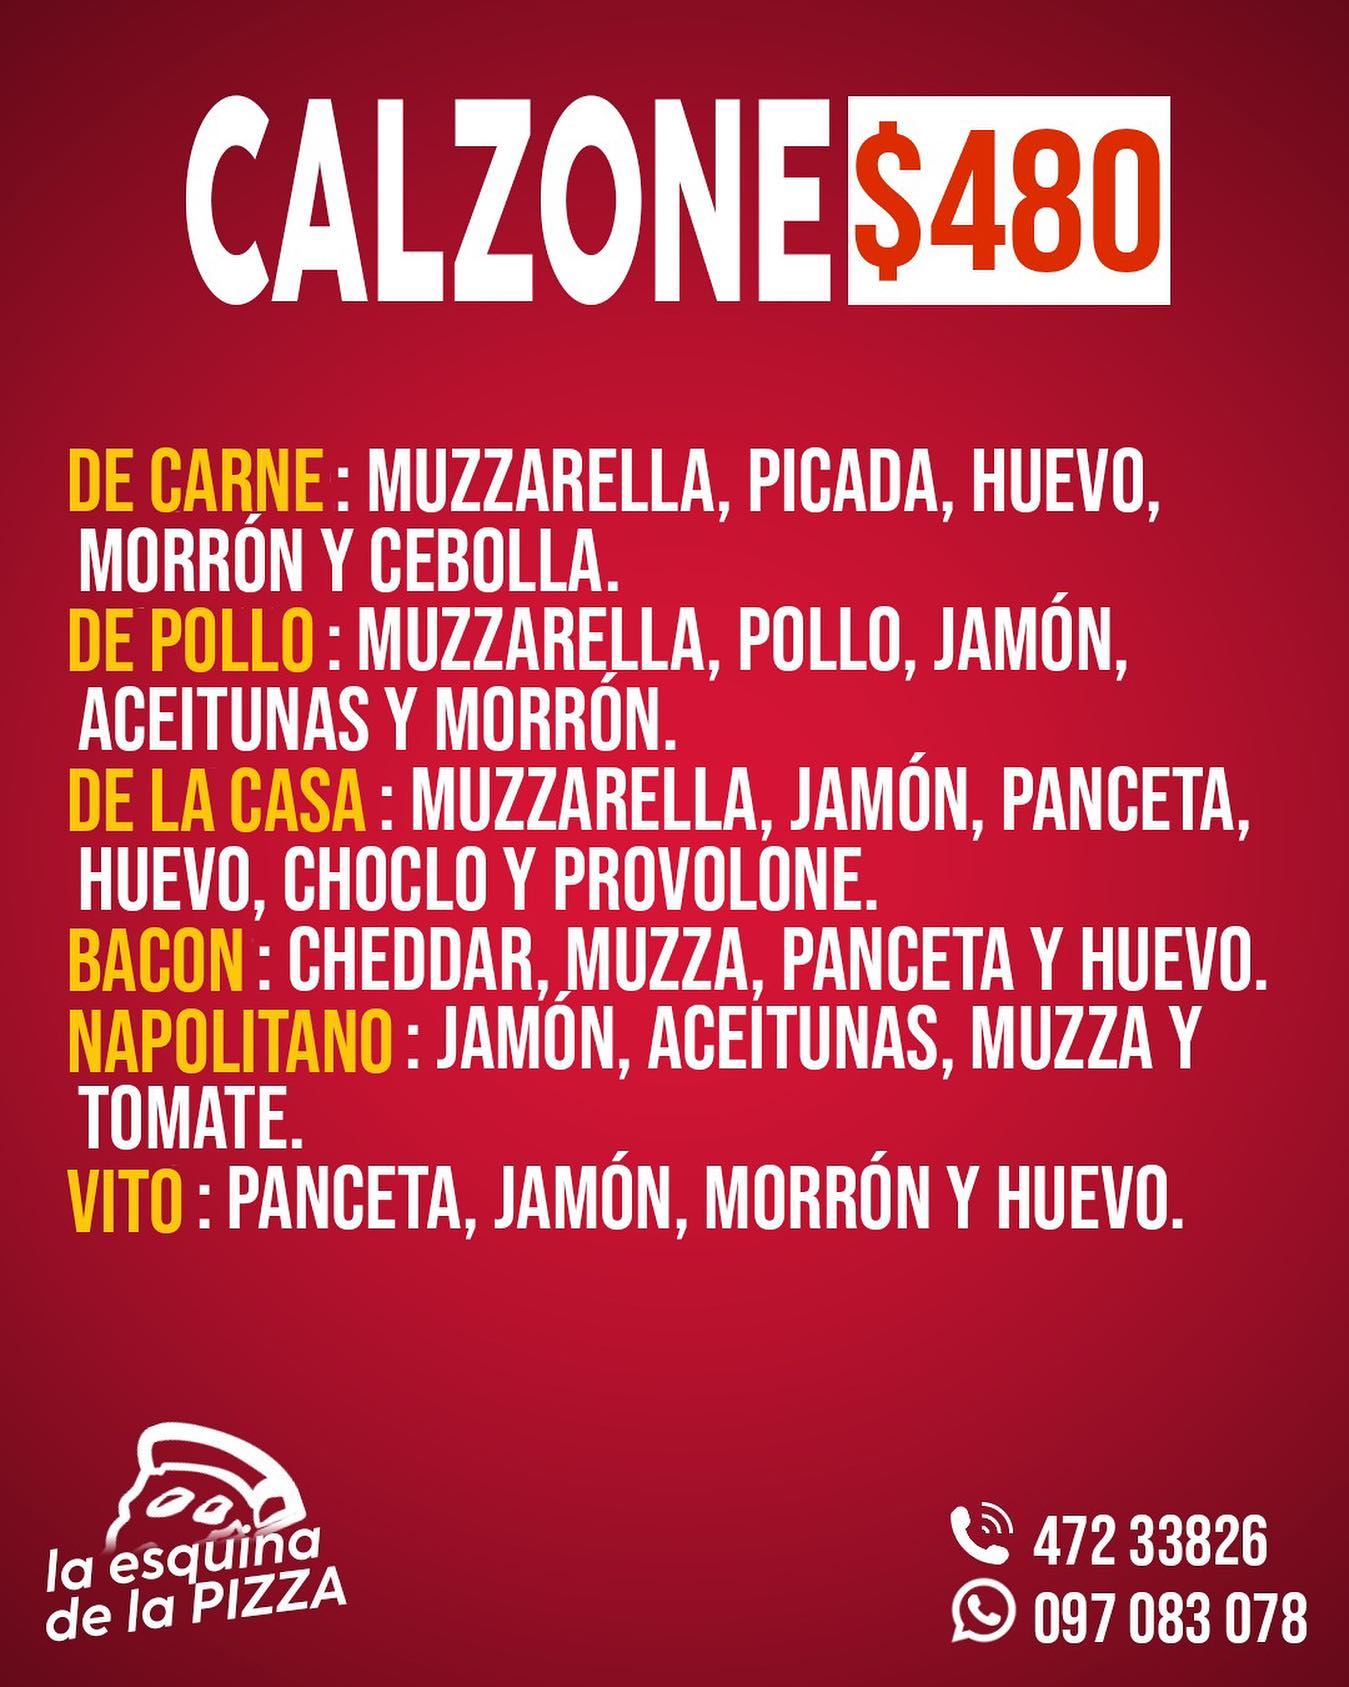 CALZONE $480
DE CARNE : MUZZARELLA, PICADA, HUEVO,
MORRÓN Y CEBOLLA.
DE POLLO : MUZZARELLA, POLLO, JAMÓN,
ACEITUNAS Y MORRÓN.
DE LA CASA : MUZZARELLA, JAMÓN, PANCETA,
HUEVO, CHOCLO Y PROVOLONE.
BACON : CHEDDAR, MUZZA, PANCETA Y HUEVO.
NAPOLITANO : JAMÓN, ACEITUNAS, MUZZA Y
TOMATE.
VITO : PANCETA, JAMÓN, MORRÓN Y HUEVO.
la esquina
de la PIZZA
472 33826
097 083 078